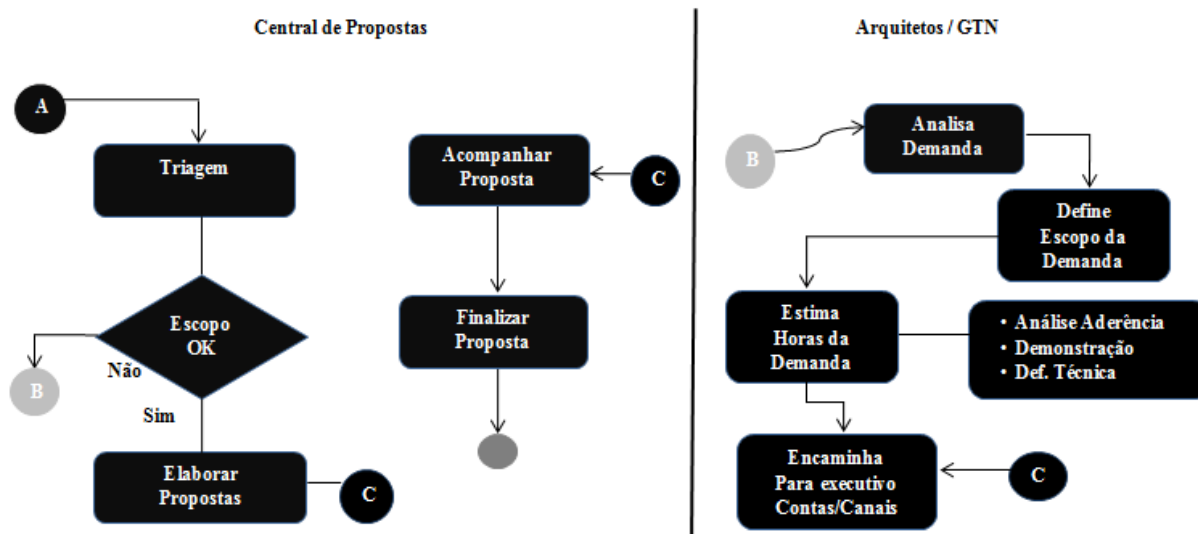 Central de Propostas
A
Triagem
Escopo
OK
Não
B
Sim
Elaborar
Propostas
C
Acompanhar
Proposta
C
Finalizar
Proposta
Arquitetos / GTN
B
Analisa
Demanda
Define
Escopo da
Demanda
Estima
Horas da
Demanda
• Análise Aderência
• Demonstração
• Def. Técnica
Encaminha
Para executivo
Contas/Canais
C